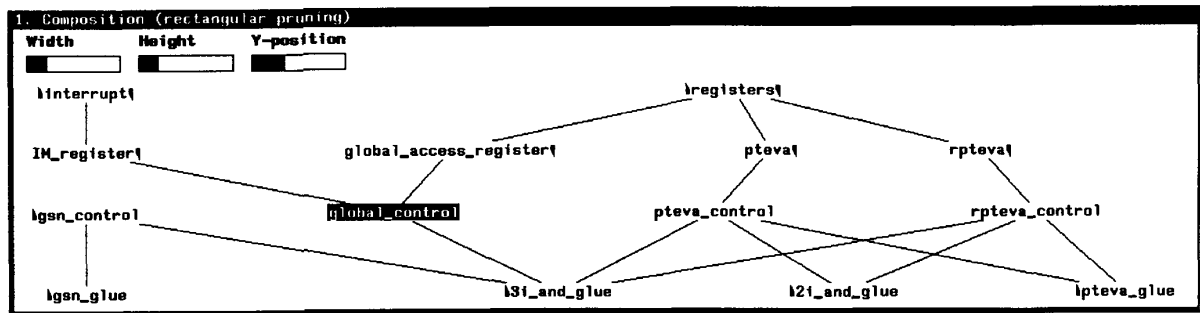 1. Composition (rectangular pruning)
Width Height Y-position
\interrupt¶ \registers¶
IM_register¶ global_access_register¶ pteva¶ rpteva¶
\gsn_control global_control pteva_control rpteva_control
\gsn_glue \3i_and_glue \2i_and_glue \pteva_glue